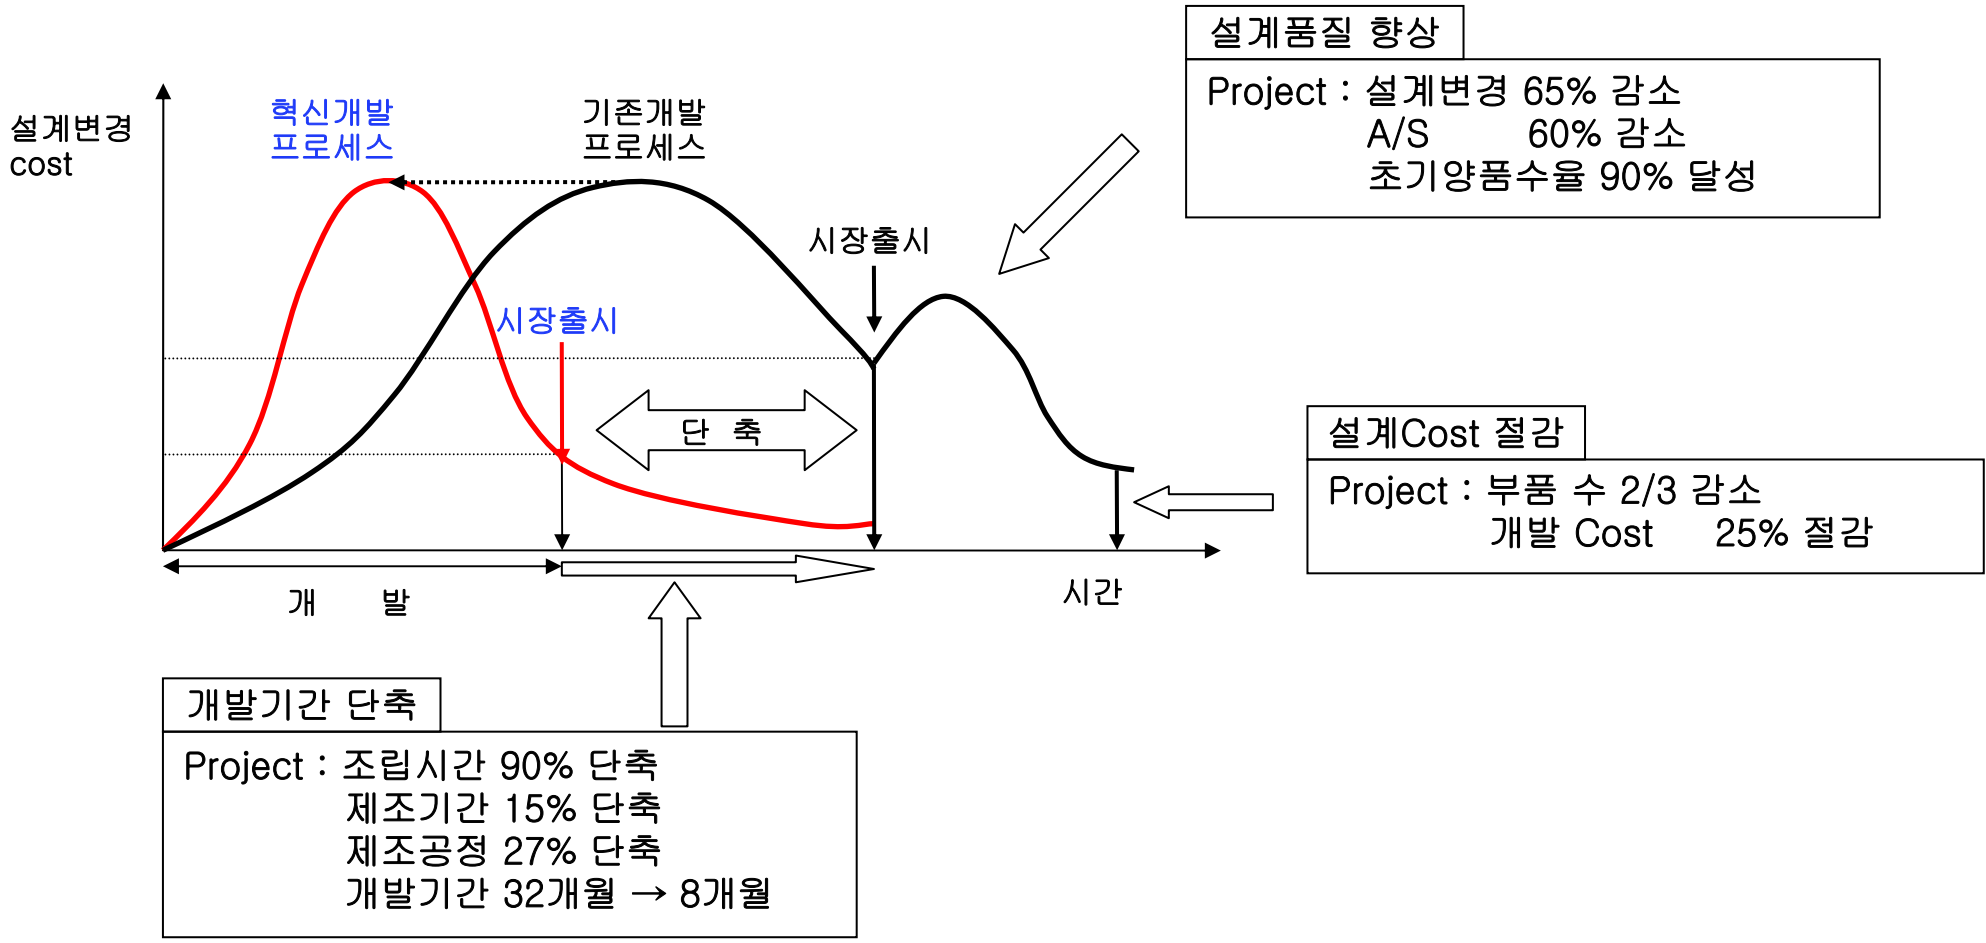 설계품질 향상
Project : 설계변경 65% 감소
A/S 60% 감소
초기양품수율 90% 달성
설계변경
cost
혁신개발
프로세스
기존개발
프로세스
시장출시
시장출시
단 축
설계Cost 절감
Project : 부품 수 2/3 감소
개발 Cost 25% 절감
개 발
시간
개발기간 단축
Project : 조립시간 90% 단축
제조기간 15% 단축
제조공정 27% 단축
개발기간 32개월 → 8개월